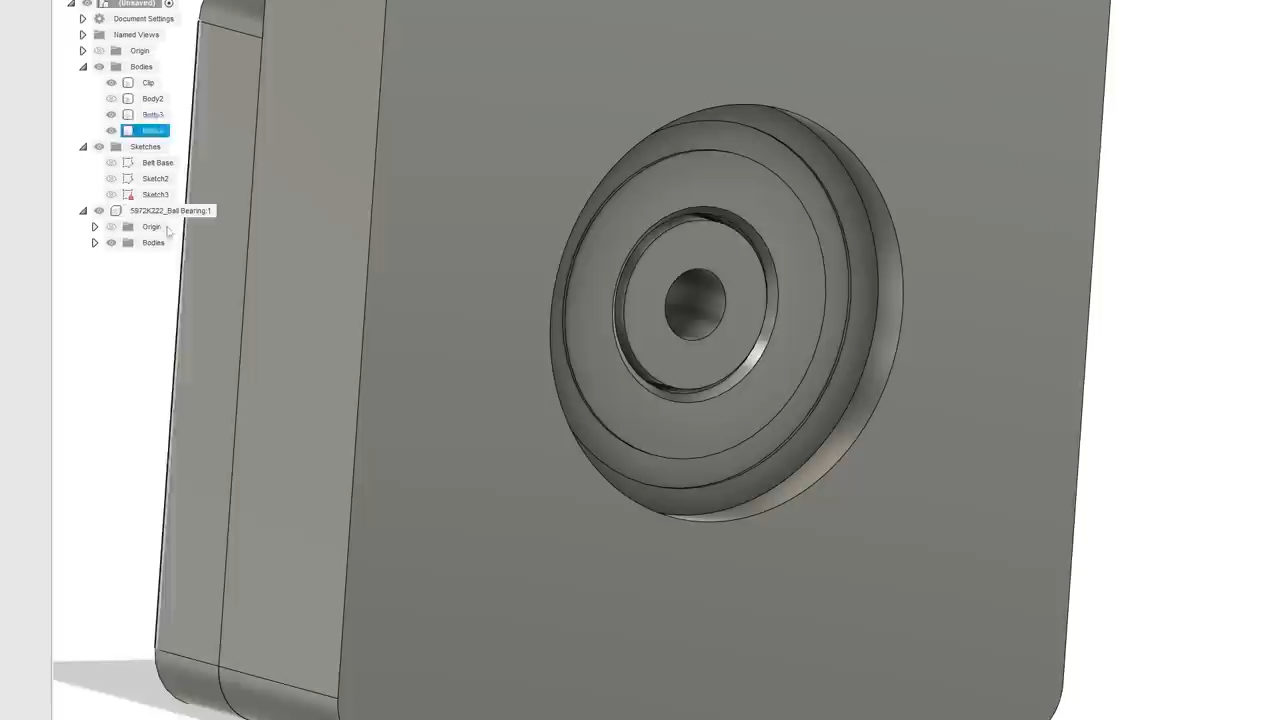 (Unsaved)
Document Settings
Named Views
Origin
Bodies
Clip
Body2
Body3
Sketches
Belt Base
Sketch2
Sketch3
5972K222_Ball Bearing:1
Origin
Bodies